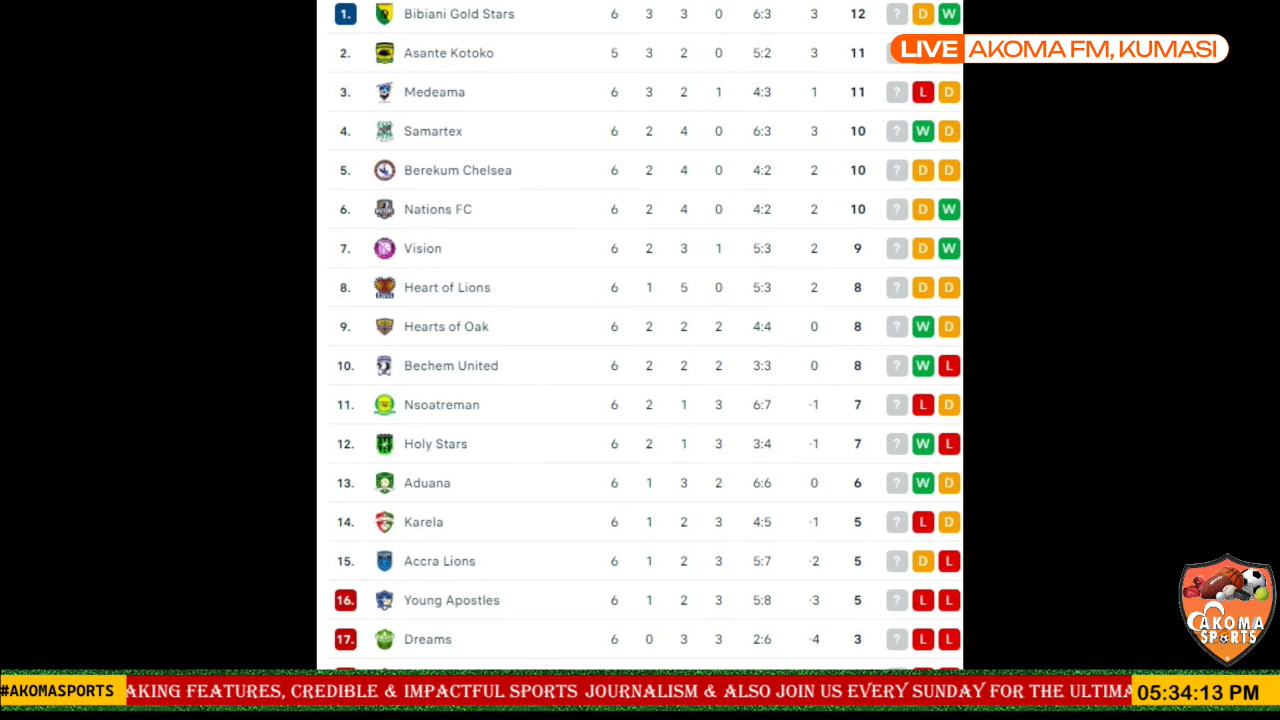 1. Bibiani Gold Stars 6 3 3 0 6:3 3 12 ? D W
2. Asante Kotoko 5 3 2 0 5:2 3 11
LIVE AKOMA FM, KUMASI
3. Medeama 6 3 2 1 4:3 1 11 ? L D
4. Samartex 6 2 4 0 6:3 3 10 ? W D
5. Berekum Chelsea 6 2 4 0 4:2 2 10 ? D D
6. Nations FC 6 2 4 0 4:2 2 10 ? D W
7. Vision 6 2 3 1 5:3 2 9 ? D W
8. Heart of Lions 6 1 5 0 5:3 2 8 ? D D
9. Hearts of Oak 6 2 2 2 4:4 0 8 ? W D
10. Bechem United 6 2 2 2 3:3 0 8 ? W L
11. Nsoatreman 6 2 1 3 6:7 -1 7 ? L D
12. Holy Stars 6 2 1 3 3:4 -1 7 ? W L
13. Aduana 6 1 3 2 6:6 0 6 ? W D
14. Karela 6 1 2 3 4:5 -1 5 ? L D
15. Accra Lions 6 1 2 3 5:7 -2 5 ? D L
16. Young Apostles 6 1 2 3 5:8 -3 5 ? L L
17. Dreams 6 0 3 3 2:6 -4 3 ? L L
AKOMA
SPORTS
#AKOMASPORTS AKING FEATURES, CREDIBLE & IMPACTFUL SPORTS JOURNALISM & ALSO JOIN US EVERY SUNDAY FOR THE ULTIMA 05:34:13 PM